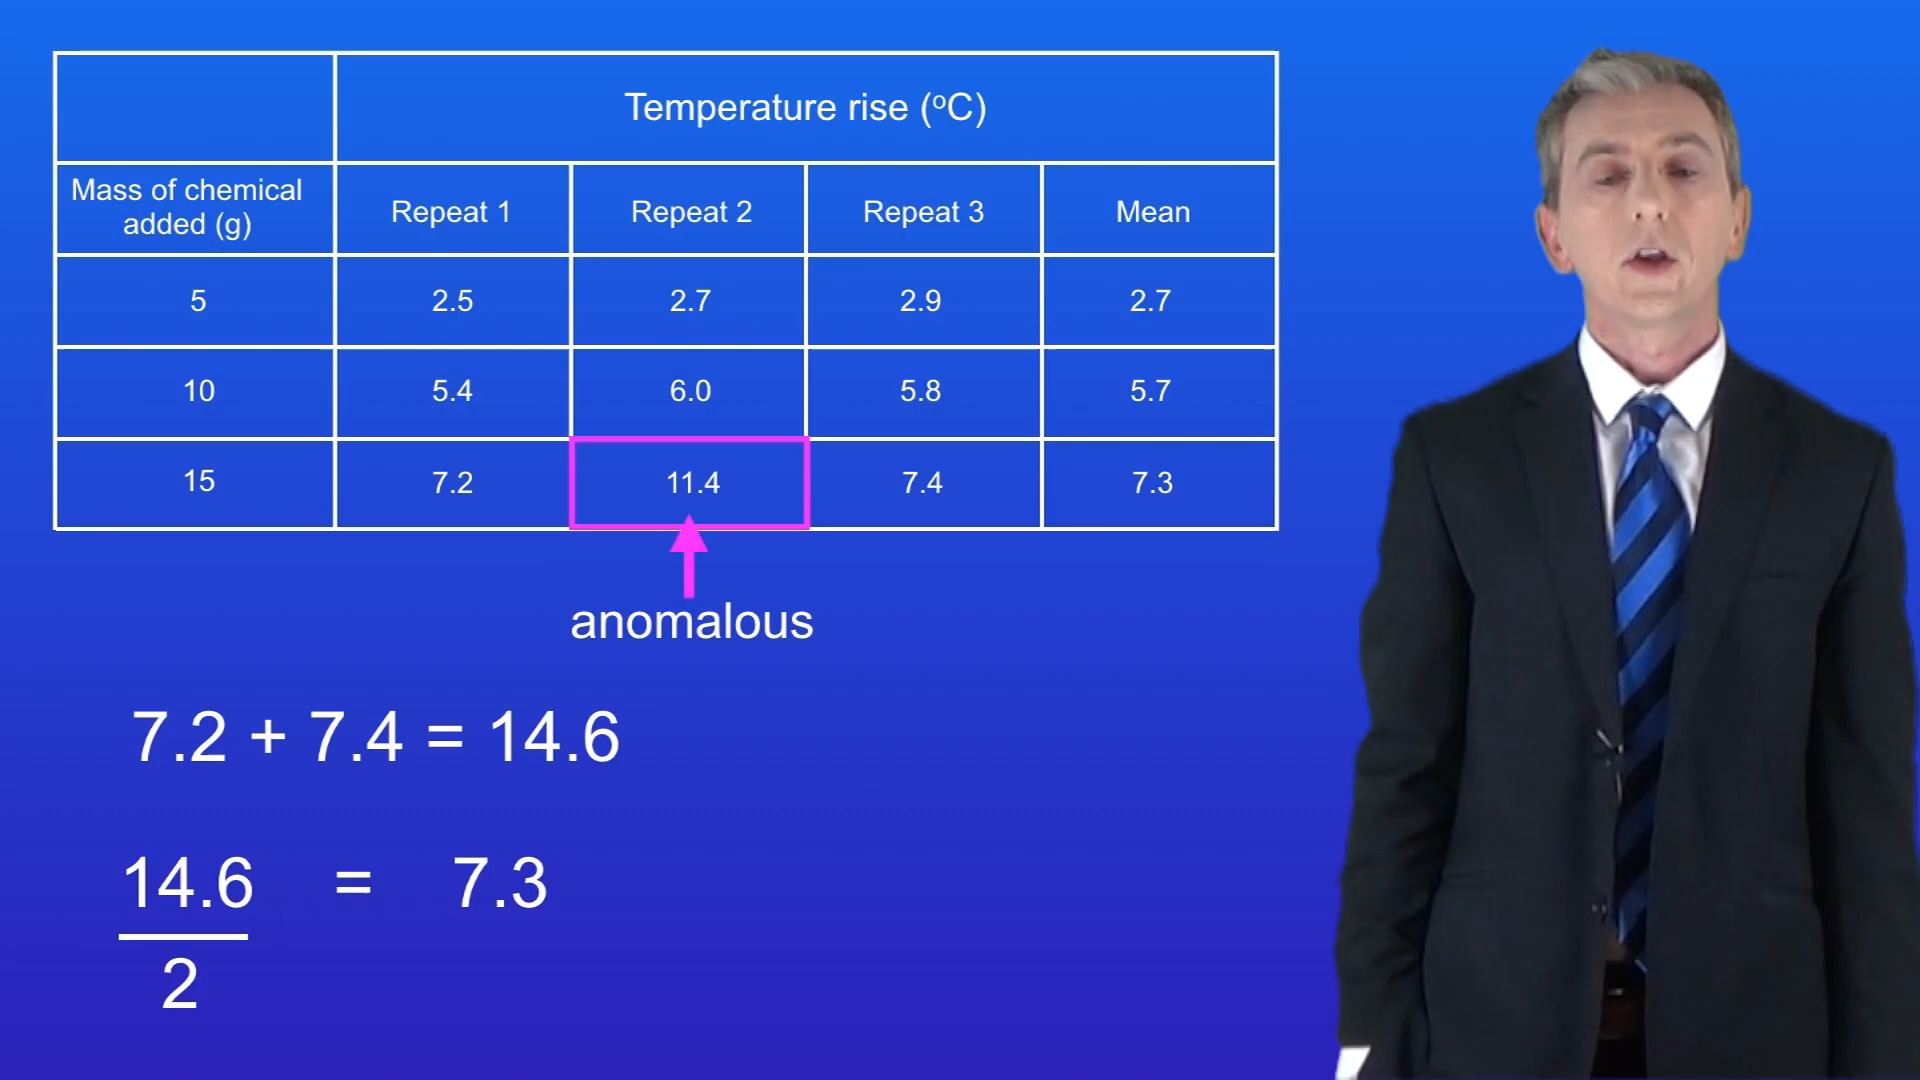 Temperature rise (°C)
Mass of chemical
added (g)
Repeat 1
Repeat 2
Repeat 3
Mean
5
2.5
2.7
2.9
2.7
10
5.4
6.0
5.8
5.7
15
7.2
11.4
7.4
7.3
anomalous
7.2 + 7.4 = 14.6
14.6 = 7.3
2